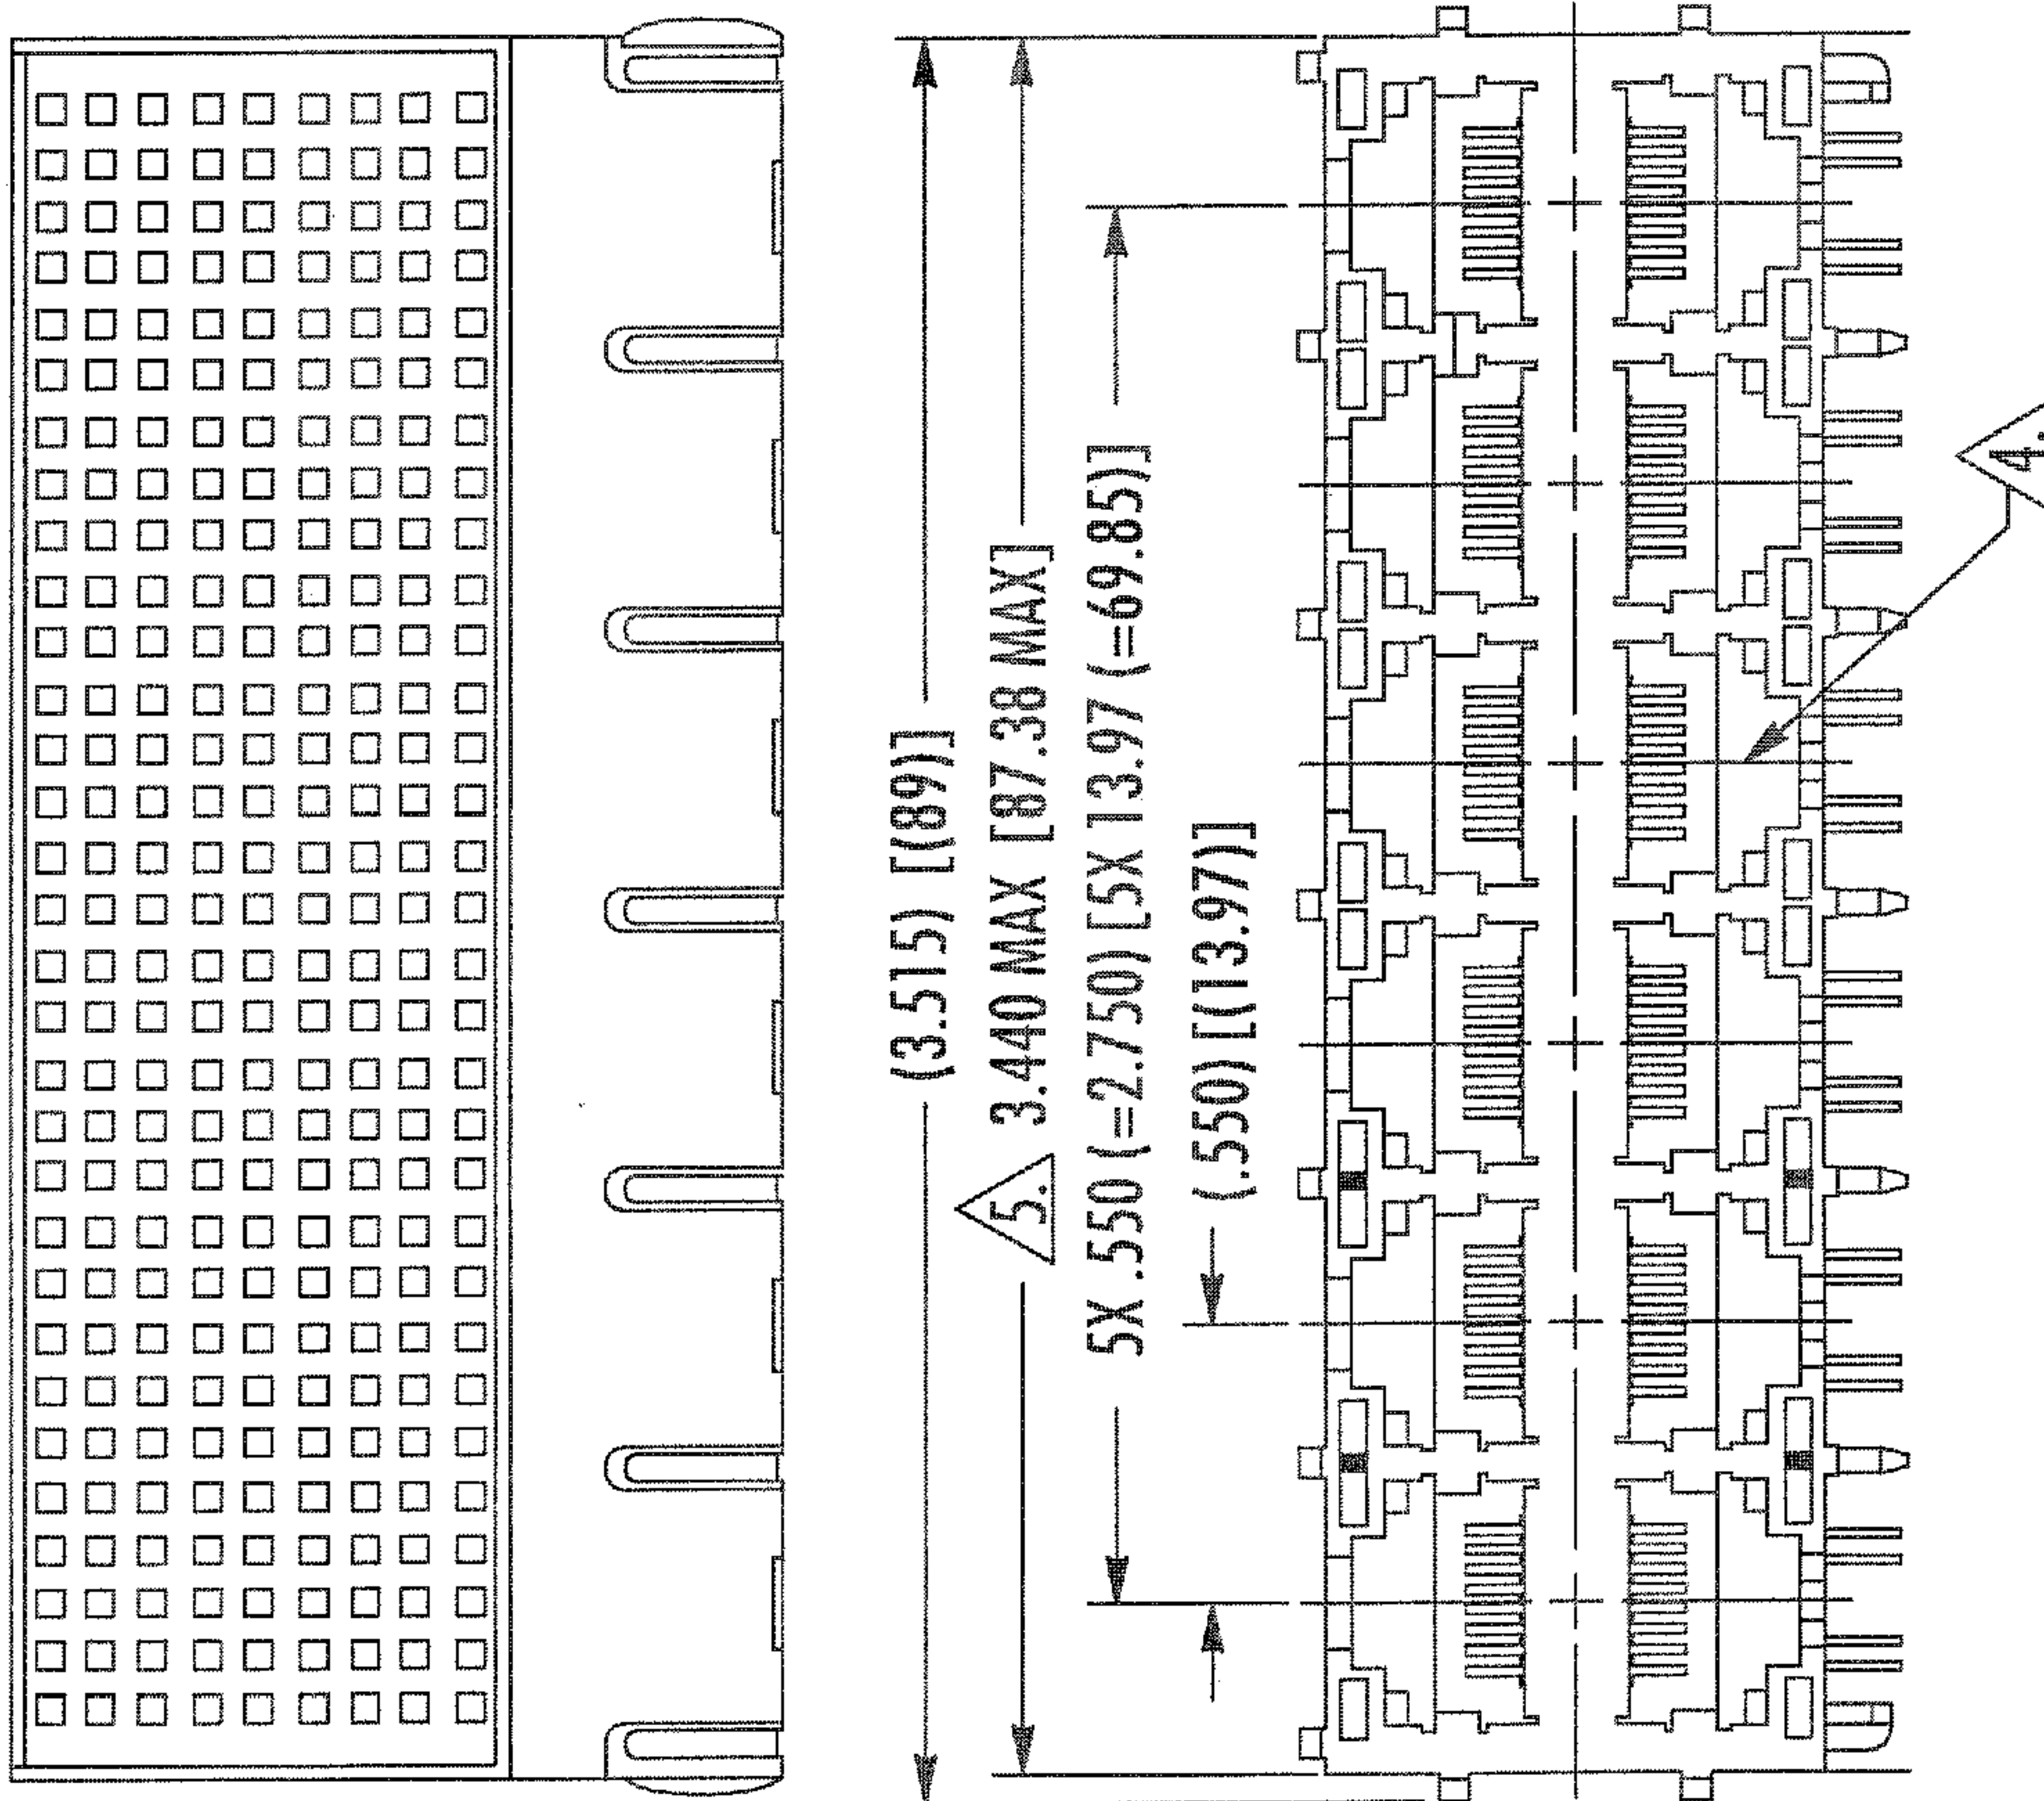 (3.515) [(89)]
5. 3.440 MAX [87.38 MAX]
5X .550 (=2.750) [5X 13.97 (=69.85)]
(.550) [(13.97)]
4.